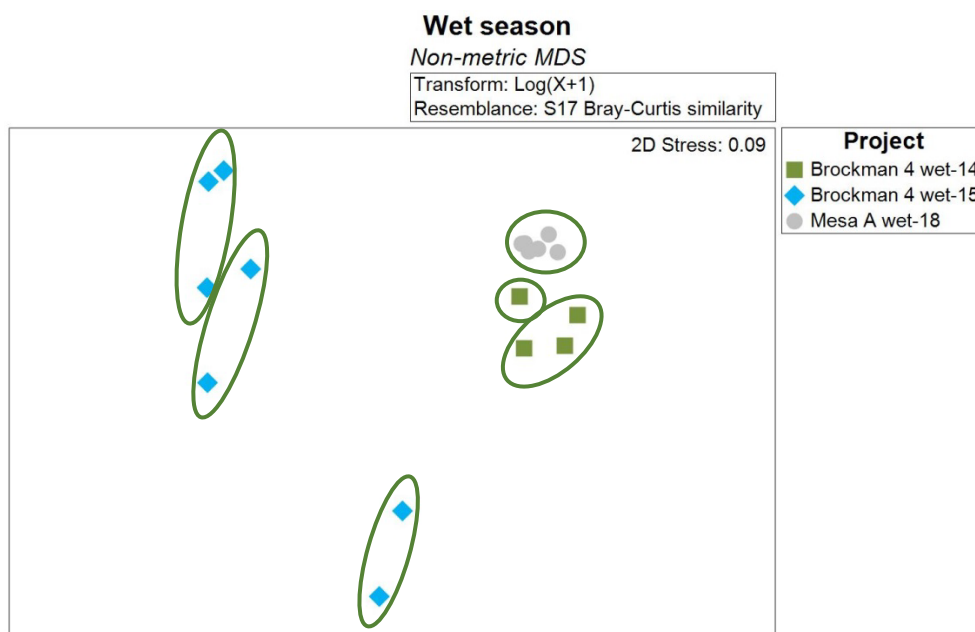 Wet season
Non-metric MDS
Transform: Log(X+1)
Resemblance: S17 Bray-Curtis similarity
2D Stress: 0.09
Project
Brockman 4 wet-14
Brockman 4 wet-15
Mesa A wet-18